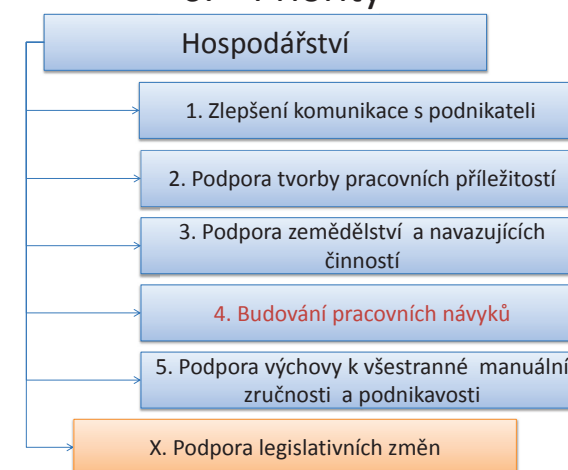 Hospodářství
1. Zlepšení komunikace s podnikateli
2. Podpora tvorby pracovních příležitostí
3. Podpora zemědělství a navazujících
činností
4. Budování pracovních návyků
5. Podpora výchovy k všestranné manuální
zručnosti a podnikavosti
X. Podpora legislativních změn